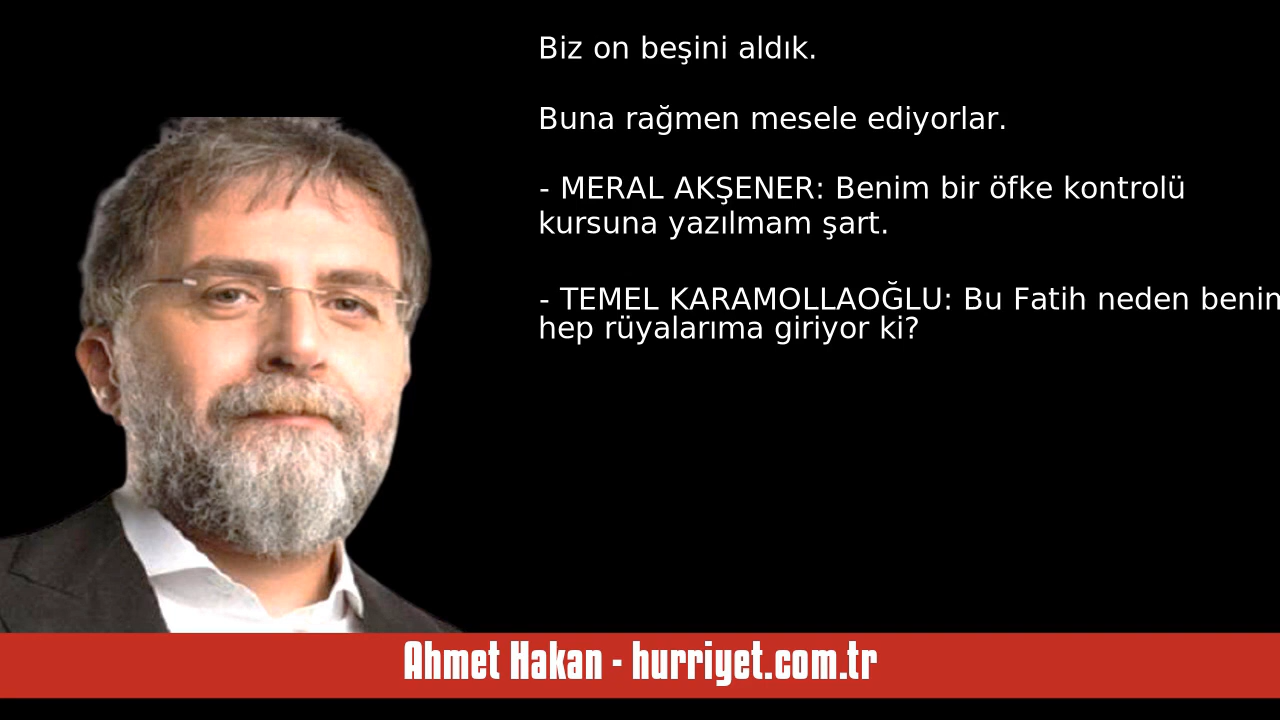 Biz on beşini aldık.
Buna rağmen mesele ediyorlar.
- MERAL AKŞENER: Benim bir öfke kontrolü
kursuna yazılmam şart.
- TEMEL KARAMOLLAOĞLU: Bu Fatih neden
hep rüyalarıma giriyor ki?
Ahmet Hakan - hurriyet.com.tr